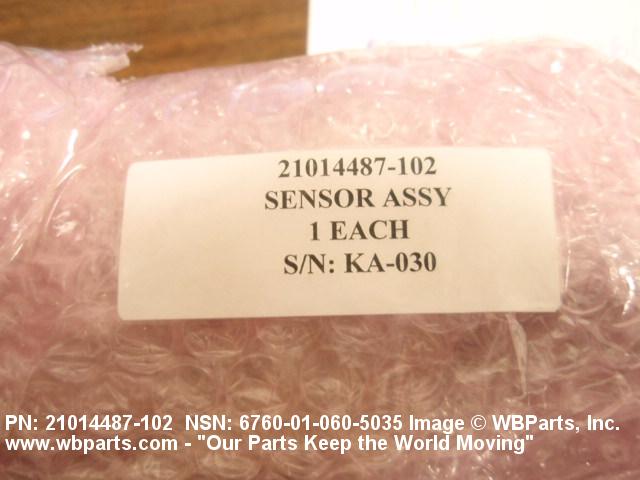 21014487-102
SENSOR ASSY
1 EACH
S/N: KA-030
PN: 21014487-102 NSN: 6760-01-060-5035 Image © WBParts, Inc.
www.wbparts.com - "Our Parts Keep the World Moving"